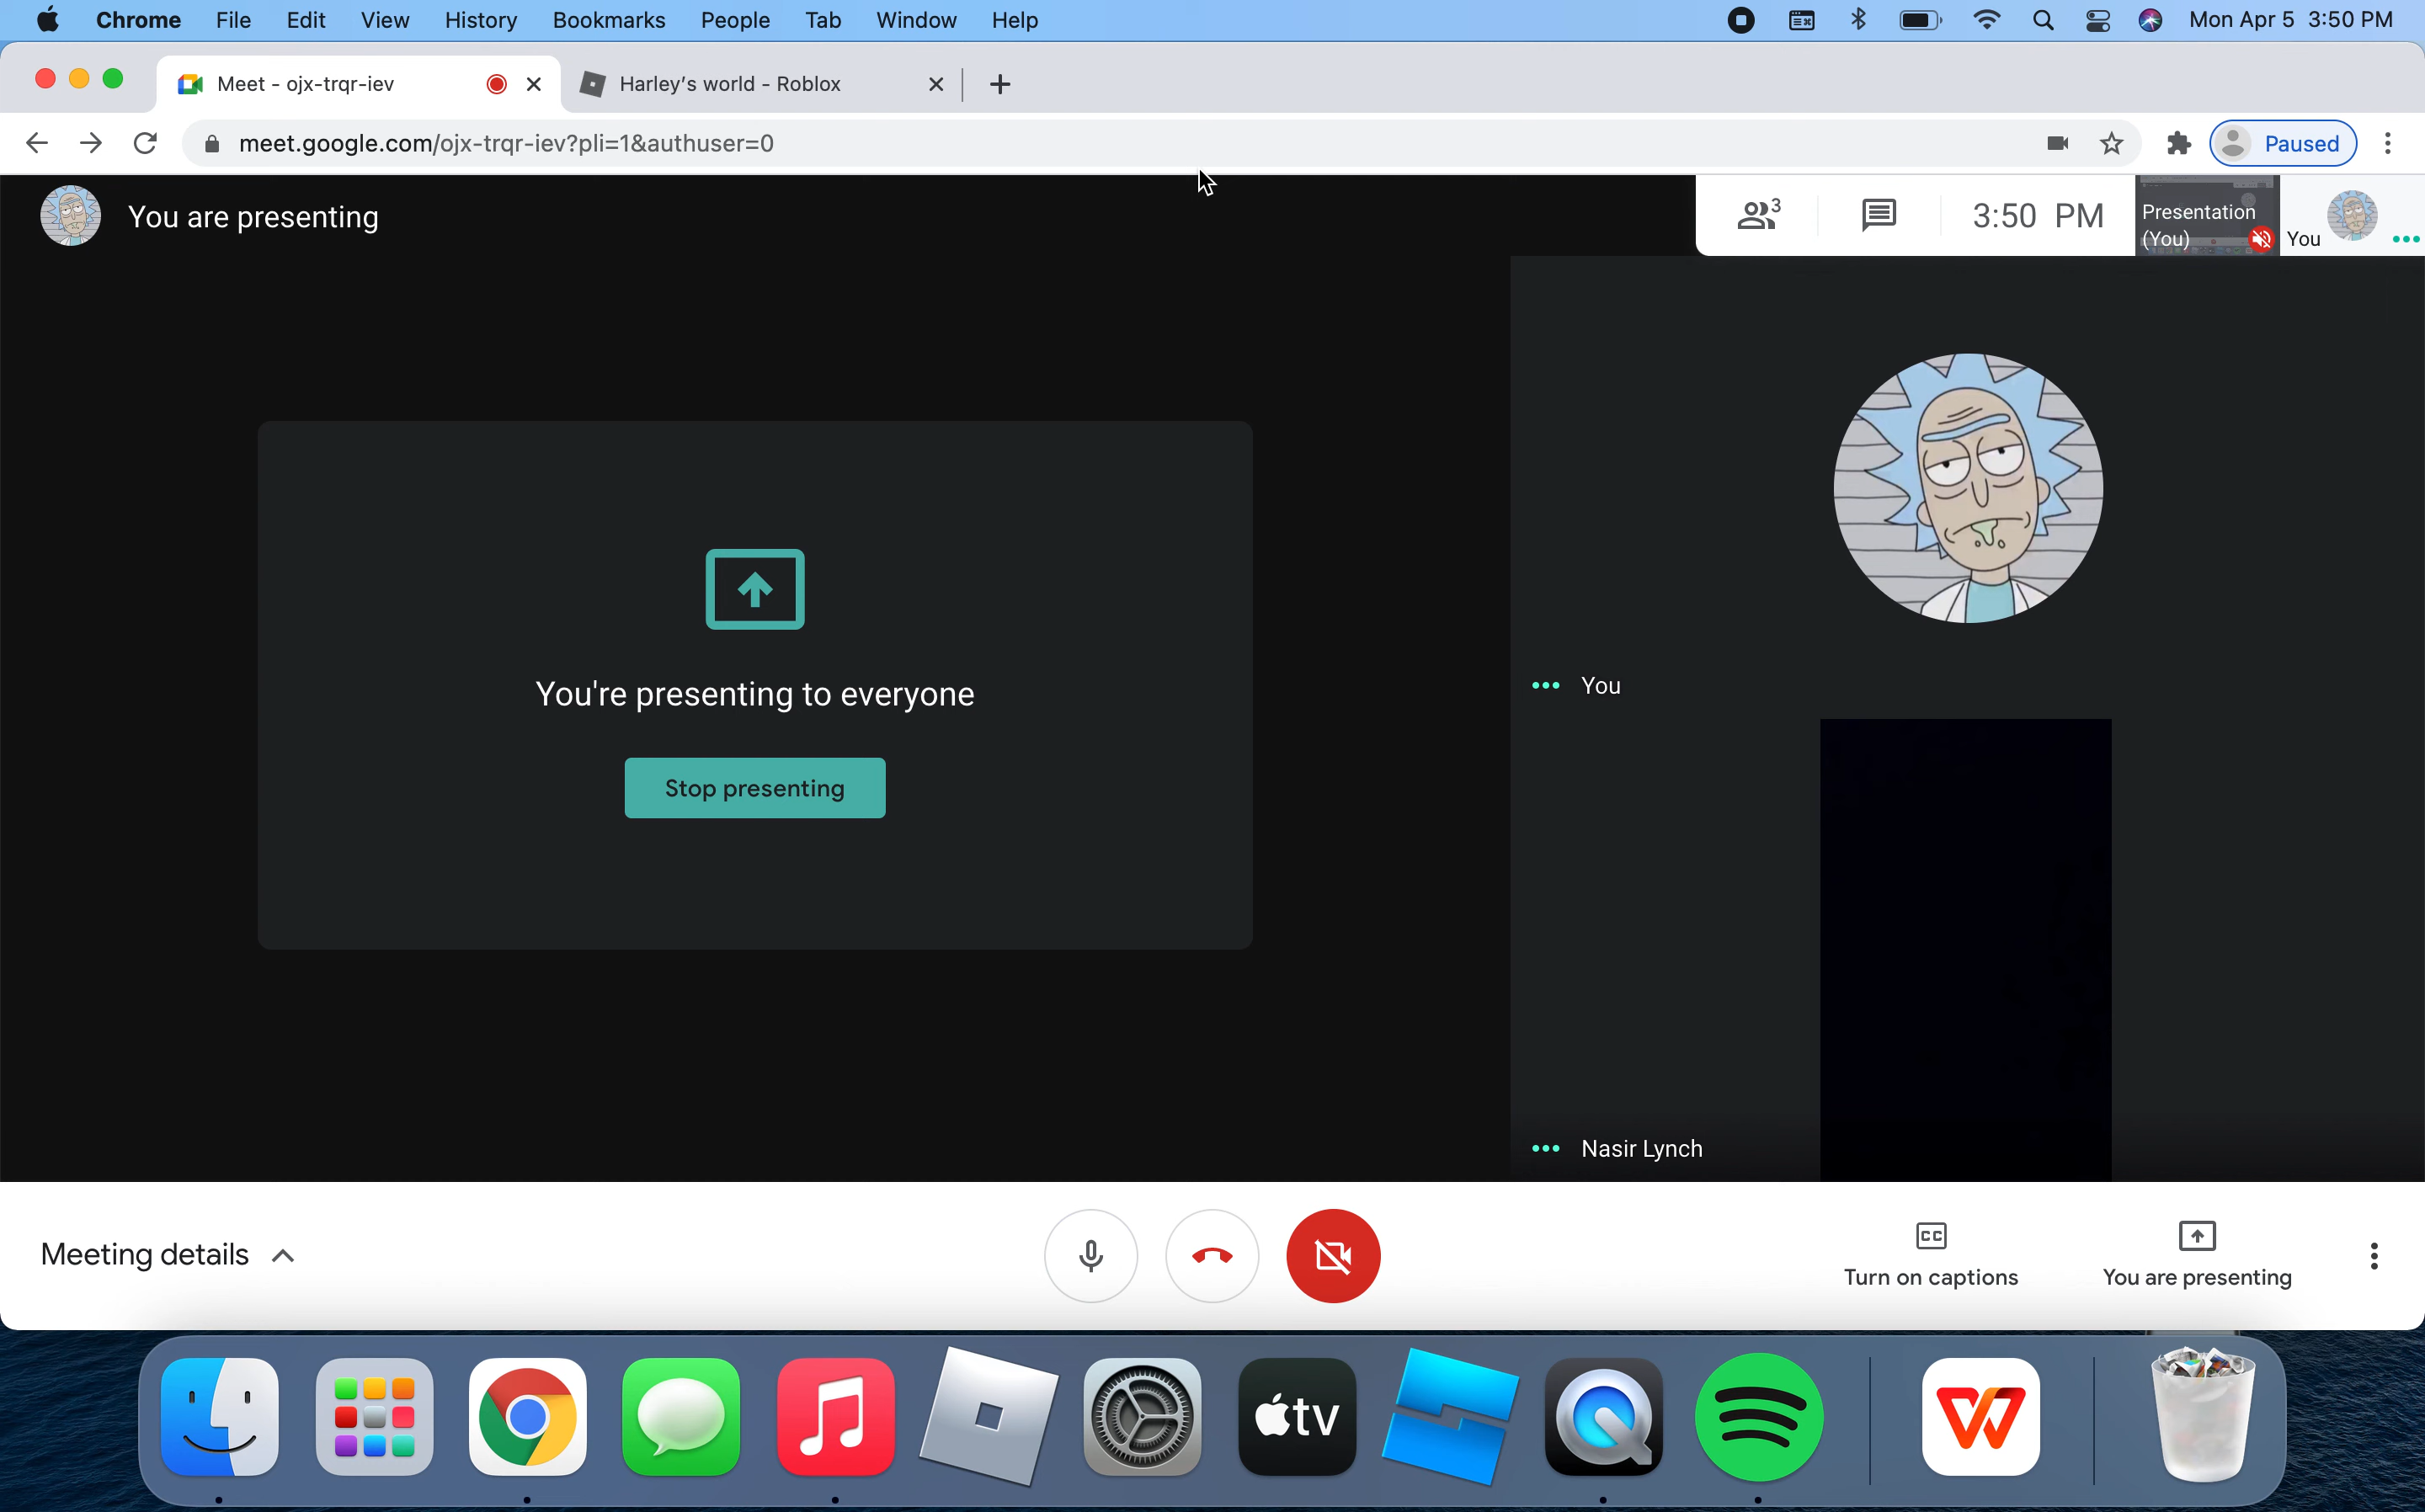 Chrome File Edit View History Bookmarks People Tab Window Help Mon Apr 5 3:50 PM
Meet - ojx-trqr-iev Harley's world - Roblox
meet.google.com/ojx-trqr-iev?pli=1&authuser=0 Paused
You are presenting
3
3:50 PM
Presentation
(You)
You
You're presenting to everyone
Stop presenting
You
Nasir Lynch
Meeting details
CC
Turn on captions
You are presenting
tv